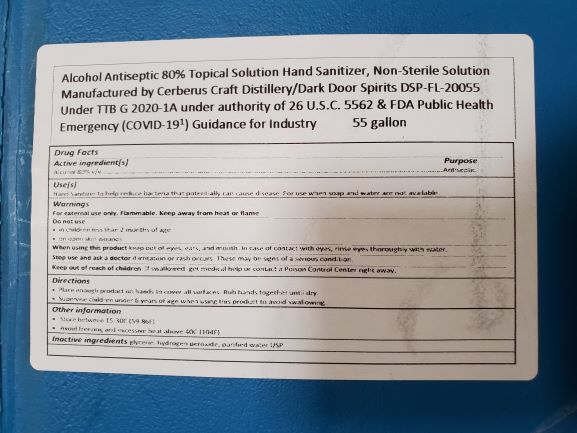 Alcohol Antiseptic 80% Topical Solution Hand Sanitizer, Non-Sterile Solution
Manufactured by Cerberus Craft Distillery/Dark Door Spirits DSP-FL-20055
Under TTB G 2020-1A under authority of 26 U.S.C. 5562 & FDA Public Health
Emergency (COVID-19¹) Guidance for Industry 55 gallon
Drug Facts
Active ingredient(s) Purpose
Alcohol 80% v/v Antiseptic
Use(s)
Hand Sanitizer to help reduce bacteria that potentially can cause disease. For use when soap and water are not available.
Warnings
For external use only. Flammable. Keep away from heat or flame
Do not use
• in children less than 2 months of age
• on open skin wounds
When using this product keep out of eyes, ears, and mouth. In case of contact with eyes, rinse eyes thoroughly with water.
Stop use and ask a doctor if irritation or rash occurs. These may be signs of a serious condition.
Keep out of reach of children. If swallowed, get medical help or contact a Poison Control Center right away.
Directions
• Place enough product on hands to cover all surfaces. Rub hands together until dry.
• Supervise children under 6 years of age when using this product to avoid swallowing.
Other information
• Store between 15-30C (59-86F)
• Avoid freezing and excessive heat above 40C (104F)
Inactive ingredients glycerin, hydrogen peroxide, purified water USP